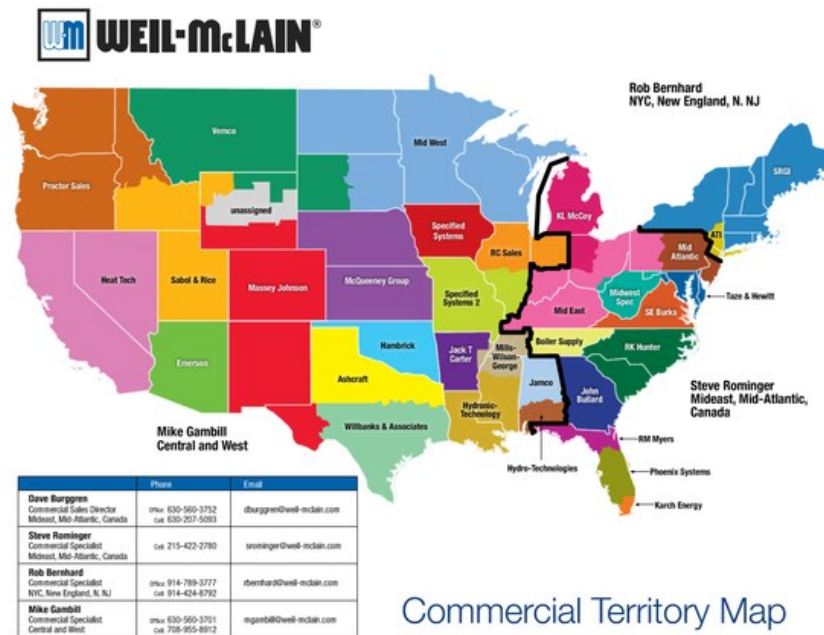 WM WEIL-McLAIN®
Rob Bernhard
NYC, New England, N. NJ
Vemco
Mid West
SRGI
Proctor Sales
unassigned
KL McCoy
ATI
Specified
Systems
RC Sales
Mid
Atlantic
Heat Tech
Sabol & Rice
Massey Johnson
McQueeney Group
Specified
Systems 2
Midwest
Spec
Taze & Hewitt
Mid East
SE Burks
Emerson
Hambrick
Jack T
Carter
Mills-
Wilson-
George
Boiler Supply
RK Hunter
Ashcraft
Jamco
John
Bullard
Steve Rominger
Mideast, Mid-Atlantic,
Canada
Mike Gambill
Central and West
Willbanks & Associates
Hydronic-
Technology
RM Myers
Hydro-Technologies
Phoenix Systems
Karch Energy
Phone Email
Dave Burggren
Commercial Sales Director
Mideast, Mid-Atlantic, Canada
Office: 630-560-3752
Cell: 630-207-5093
dburggren@weil-mclain.com
Steve Rominger
Commercial Specialist
Mideast, Mid-Atlantic, Canada
Cell: 215-422-2780
srominger@weil-mclain.com
Rob Bernhard
Commercial Specialist
NYC, New England, N. NJ
Office: 914-789-3777
Cell: 914-424-8792
rbernhard@weil-mclain.com
Mike Gambill
Commercial Specialist
Central and West
Office: 630-560-3701
Cell: 708-955-8912
mgambill@weil-mclain.com
Commercial Territory Map